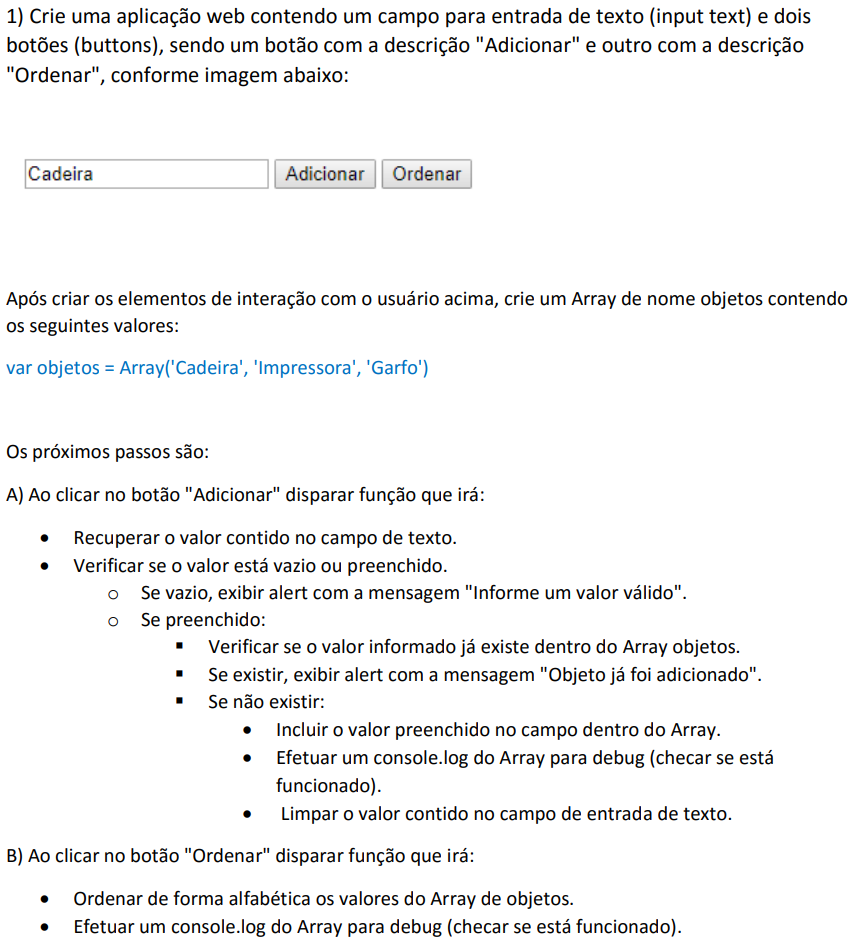 1) Crie uma aplicação web contendo um campo para entrada de texto (input text) e dois
botões (buttons), sendo um botão com a descrição "Adicionar" e outro com a descrição
"Ordenar", conforme imagem abaixo:
Cadeira Adicionar Ordenar
Após criar os elementos de interação com o usuário acima, crie um Array de nome objetos contendo
os seguintes valores:
var objetos = Array('Cadeira', 'Impressora', 'Garfo')
Os próximos passos são:
A) Ao clicar no botão "Adicionar" disparar função que irá:
• Recuperar o valor contido no campo de texto.
• Verificar se o valor está vazio ou preenchido.
o Se vazio, exibir alert com a mensagem "Informe um valor válido".
o Se preenchido:
▪ Verificar se o valor informado já existe dentro do Array objetos.
▪ Se existir, exibir alert com a mensagem "Objeto já foi adicionado".
▪ Se não existir:
• Incluir o valor preenchido no campo dentro do Array.
• Efetuar um console.log do Array para debug (checar se está
funcionado).
• Limpar o valor contido no campo de entrada de texto.
B) Ao clicar no botão "Ordenar" disparar função que irá:
• Ordenar de forma alfabética os valores do Array de objetos.
• Efetuar um console.log do Array para debug (checar se está funcionado).